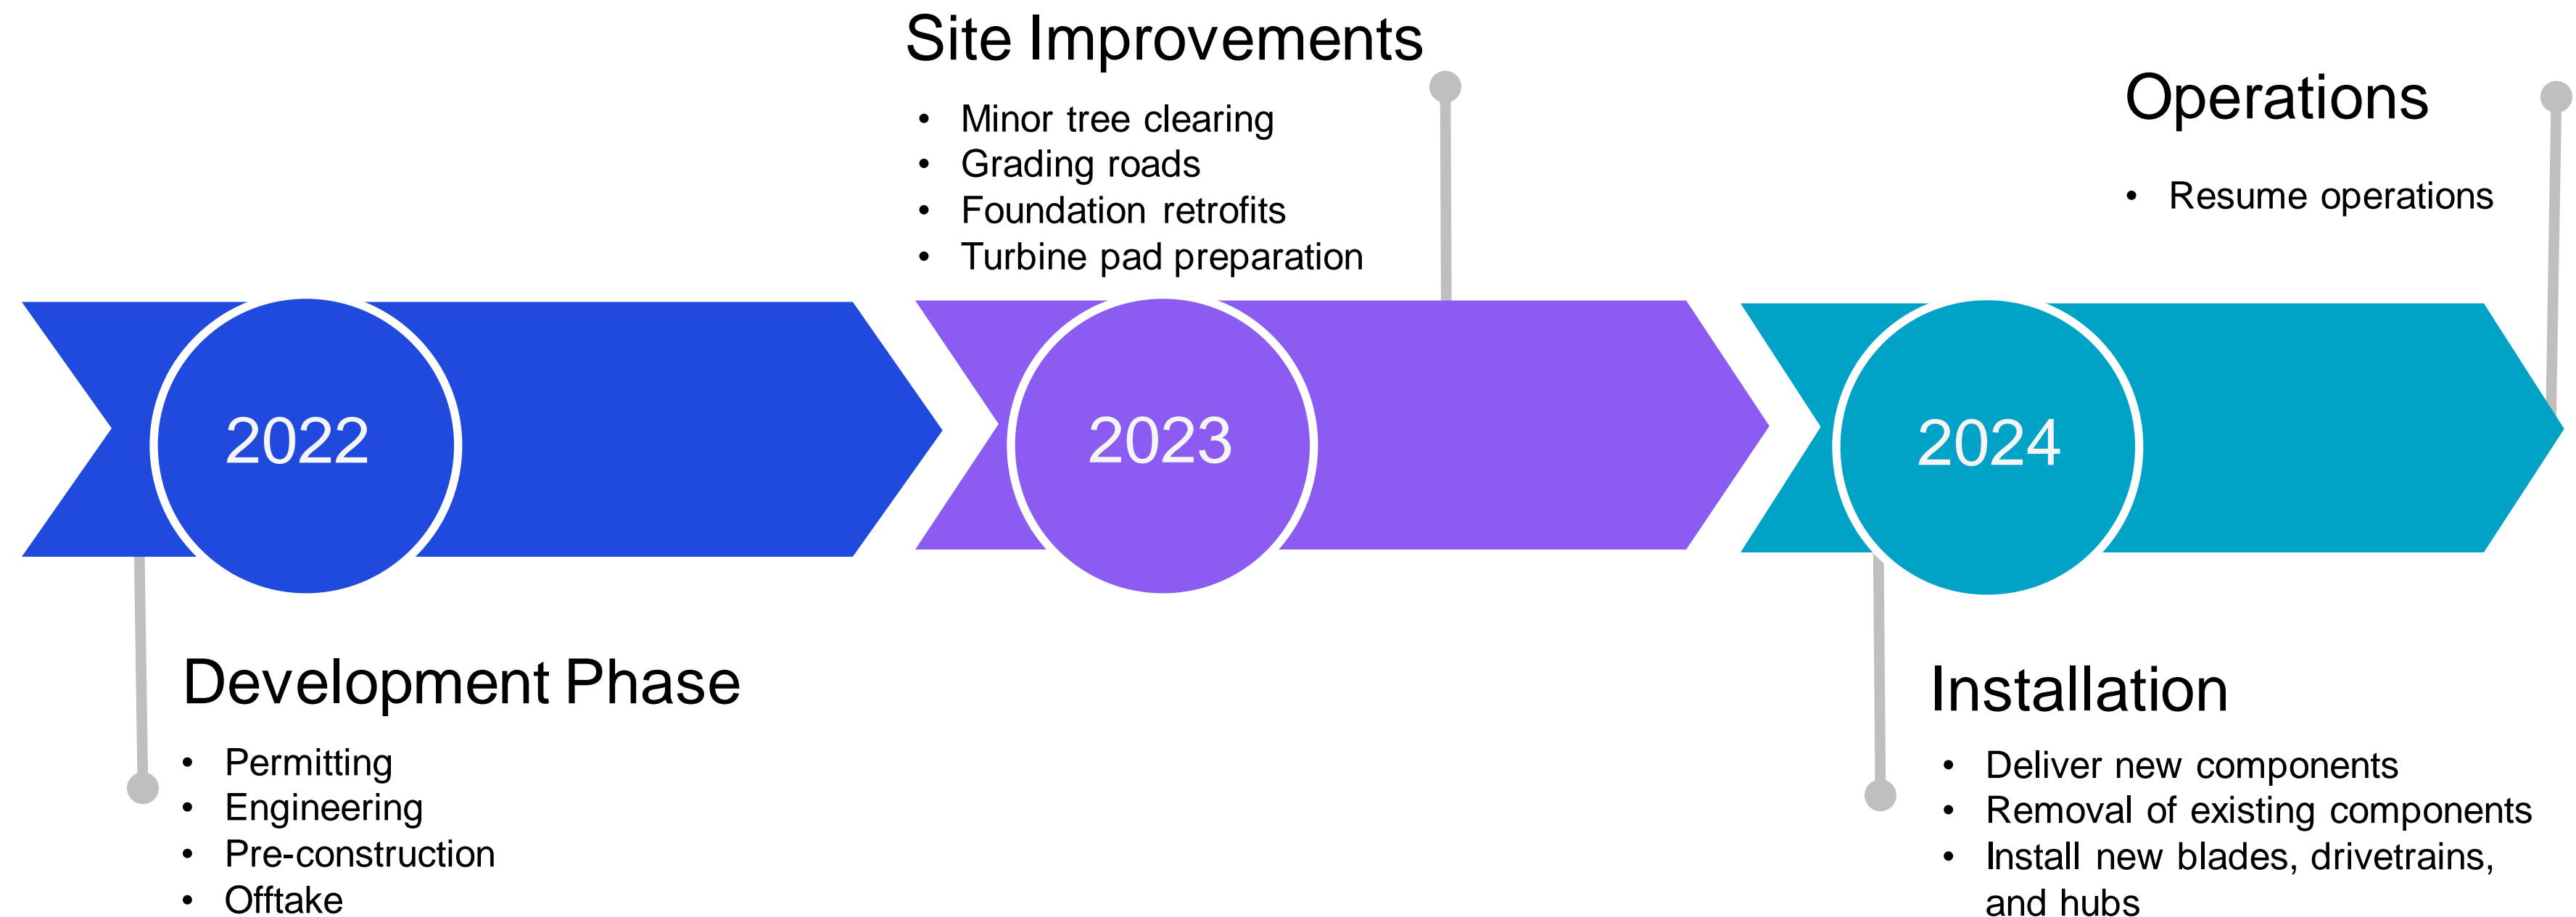 Site Improvements
• Minor tree clearing
• Grading roads
• Foundation retrofits
• Turbine pad preparation
Operations
• Resume operations
2022
2023
2024
Development Phase
• Permitting
• Engineering
• Pre-construction
• Offtake
Installation
• Deliver new components
• Removal of existing components
• Install new blades, drivetrains,
and hubs